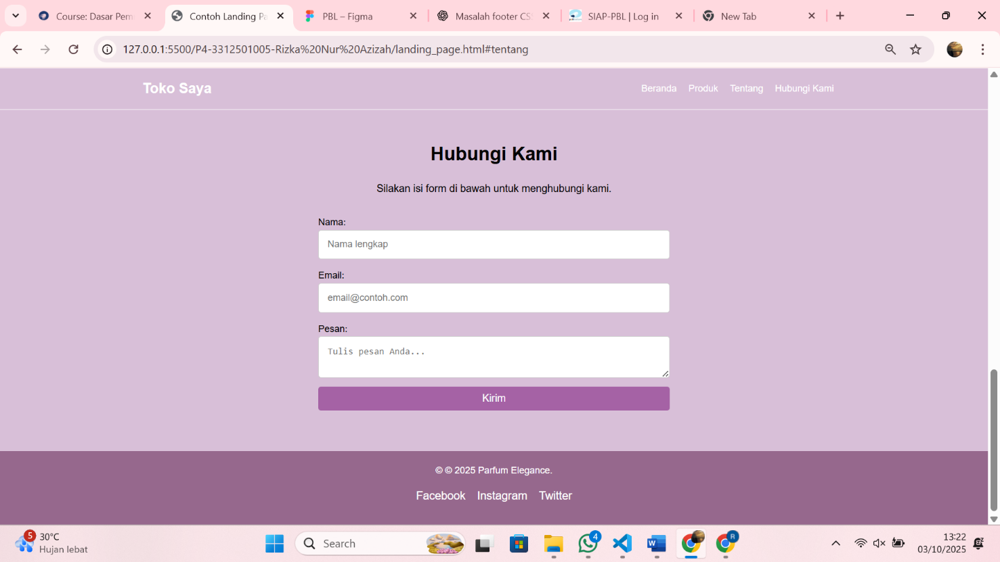 Course: Dasar Pem
Contoh Landing Pa
PBL – Figma
Masalah footer CS
SIAP-PBL | Log in
New Tab
127.0.0.1:5500/P4-3312501005-Rizka%20Nur%20Azizah/landing_page.html#tentang
Toko Saya
Beranda Produk Tentang Hubungi Kami
Hubungi Kami
Silakan isi form di bawah untuk menghubungi kami.
Nama:
Nama lengkap
Email:
email@contoh.com
Pesan:
Tulis pesan Anda...
Kirim
© © 2025 Parfum Elegance.
Facebook Instagram Twitter
5
30°C
Hujan lebat
Search
4
W
R
13:22
03/10/2025